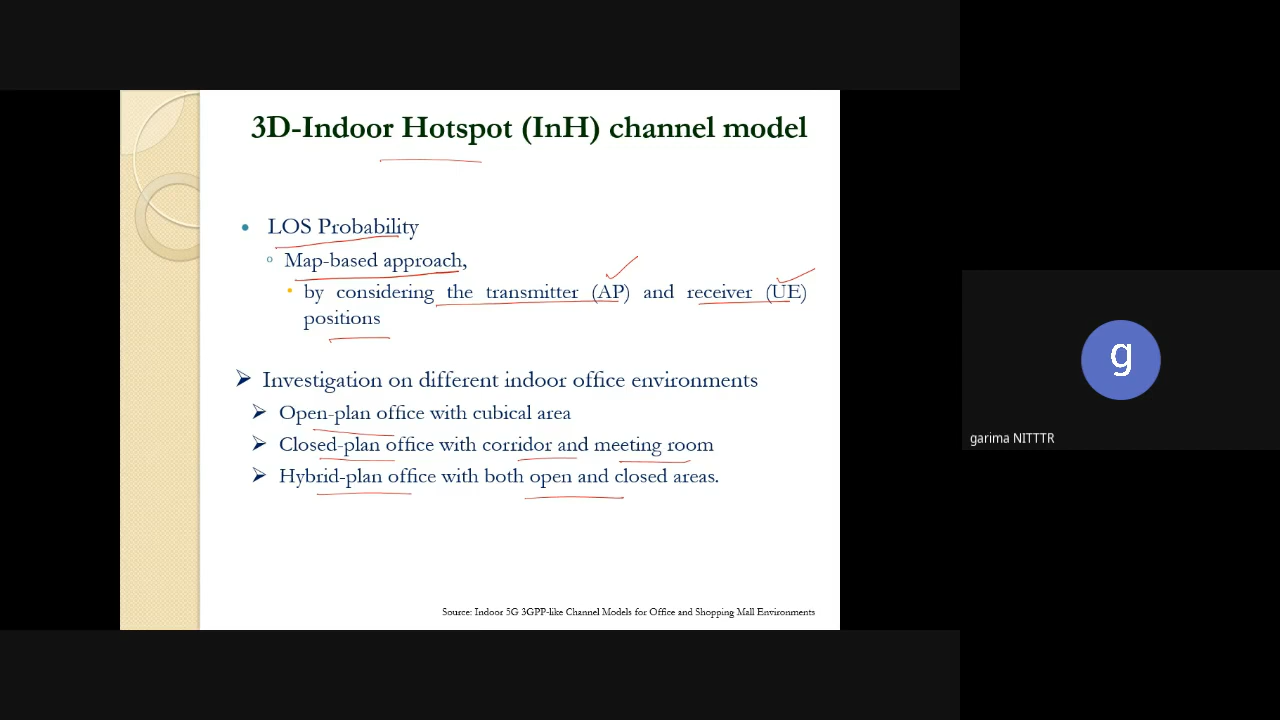 3D-Indoor Hotspot (InH) channel model
LOS Probability
Map-based approach,
by considering the transmitter (AP) and receiver (UE)
positions
Investigation on different indoor office environments
Open-plan office with cubical area
Closed-plan office with corridor and meeting room
Hybrid-plan office with both open and closed areas.
Source: Indoor 5G 3GPP-like Channel Models for Office and Shopping Mall Environments
g
garima NITTTR